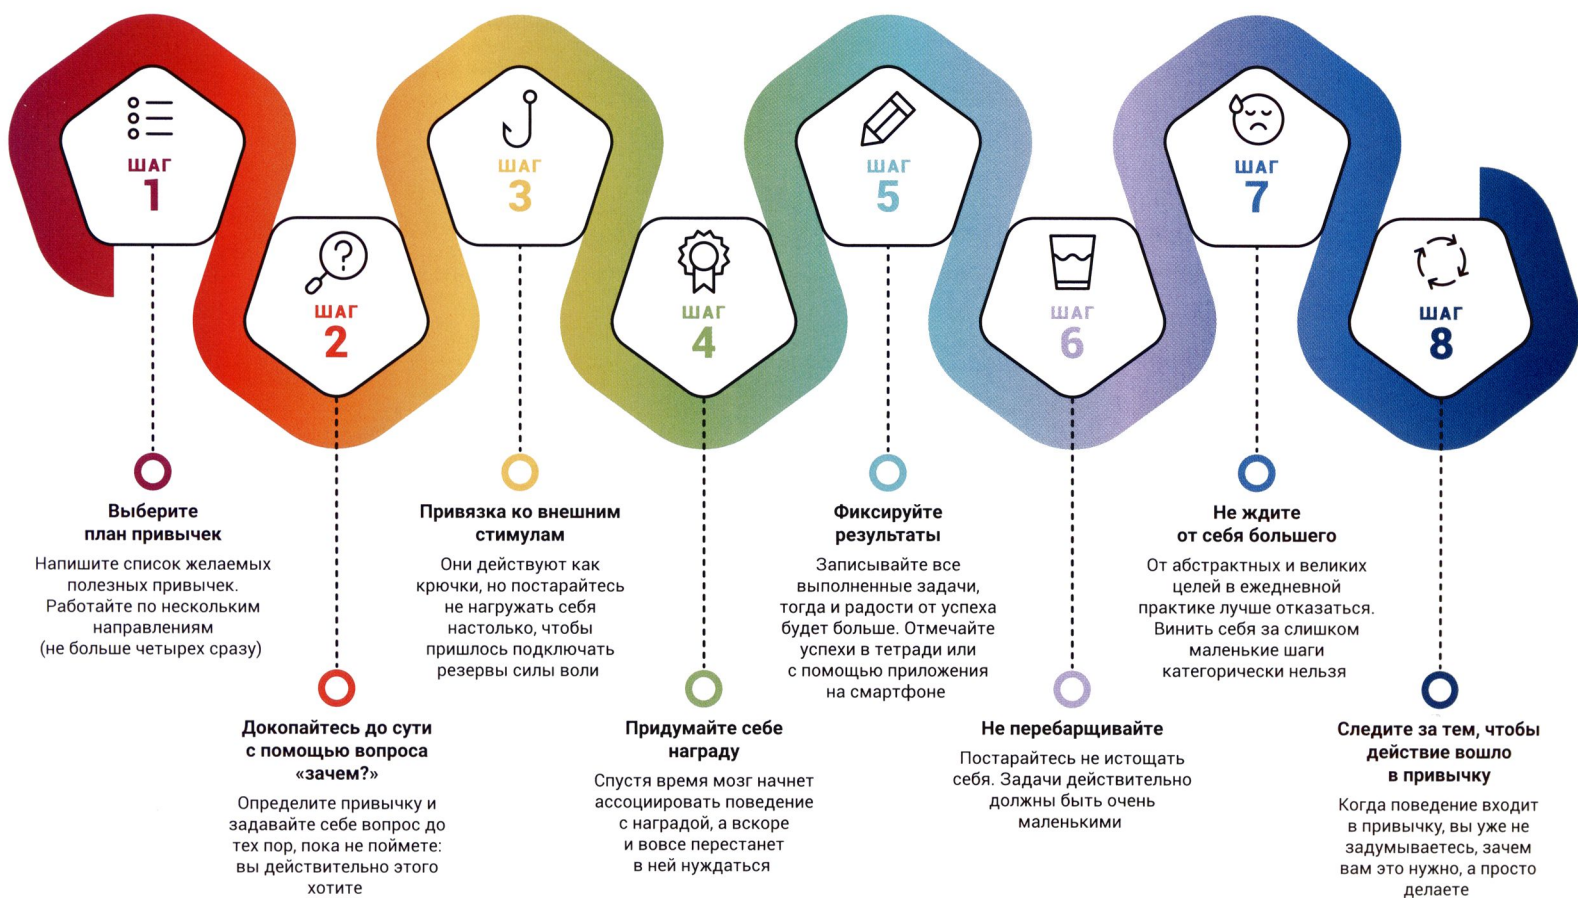 ШАГ
1
Выберите
план привычек
Напишите список желаемых
полезных привычек.
Работайте по нескольким
направлениям
(не больше четырех сразу)
ШАГ
2
Докопайтесь до сути
с помощью вопроса
«зачем?»
Определите привычку и
задавайте себе вопрос до
тех пор, пока не поймете:
вы действительно этого
хотите
ШАГ
3
Привязка ко внешним
стимулам
Они действуют как
крючки, но постарайтесь
не нагружать себя
настолько, чтобы
пришлось подключать
резервы силы воли
ШАГ
4
Придумайте себе
награду
Спустя время мозг начнет
ассоциировать поведение
с наградой, а вскоре
и вовсе перестанет
в ней нуждаться
ШАГ
5
Фиксируйте
результаты
Записывайте все
выполненные задачи,
тогда и радости от успеха
будет больше. Отмечайте
успехи в тетради или
с помощью приложения
на смартфоне
ШАГ
6
Не перебарщивайте
Постарайтесь не истощать
себя. Задачи действительно
должны быть очень
маленькими
ШАГ
7
Не ждите
от себя большего
От абстрактных и великих
целей в ежедневной
практике лучше отказаться.
Винить себя за слишком
маленькие шаги
категорически нельзя
ШАГ
8
Следите за тем, чтобы
действие вошло
в привычку
Когда поведение входит
в привычку, вы уже не
задумываетесь, зачем
вам это нужно, а просто
делаете